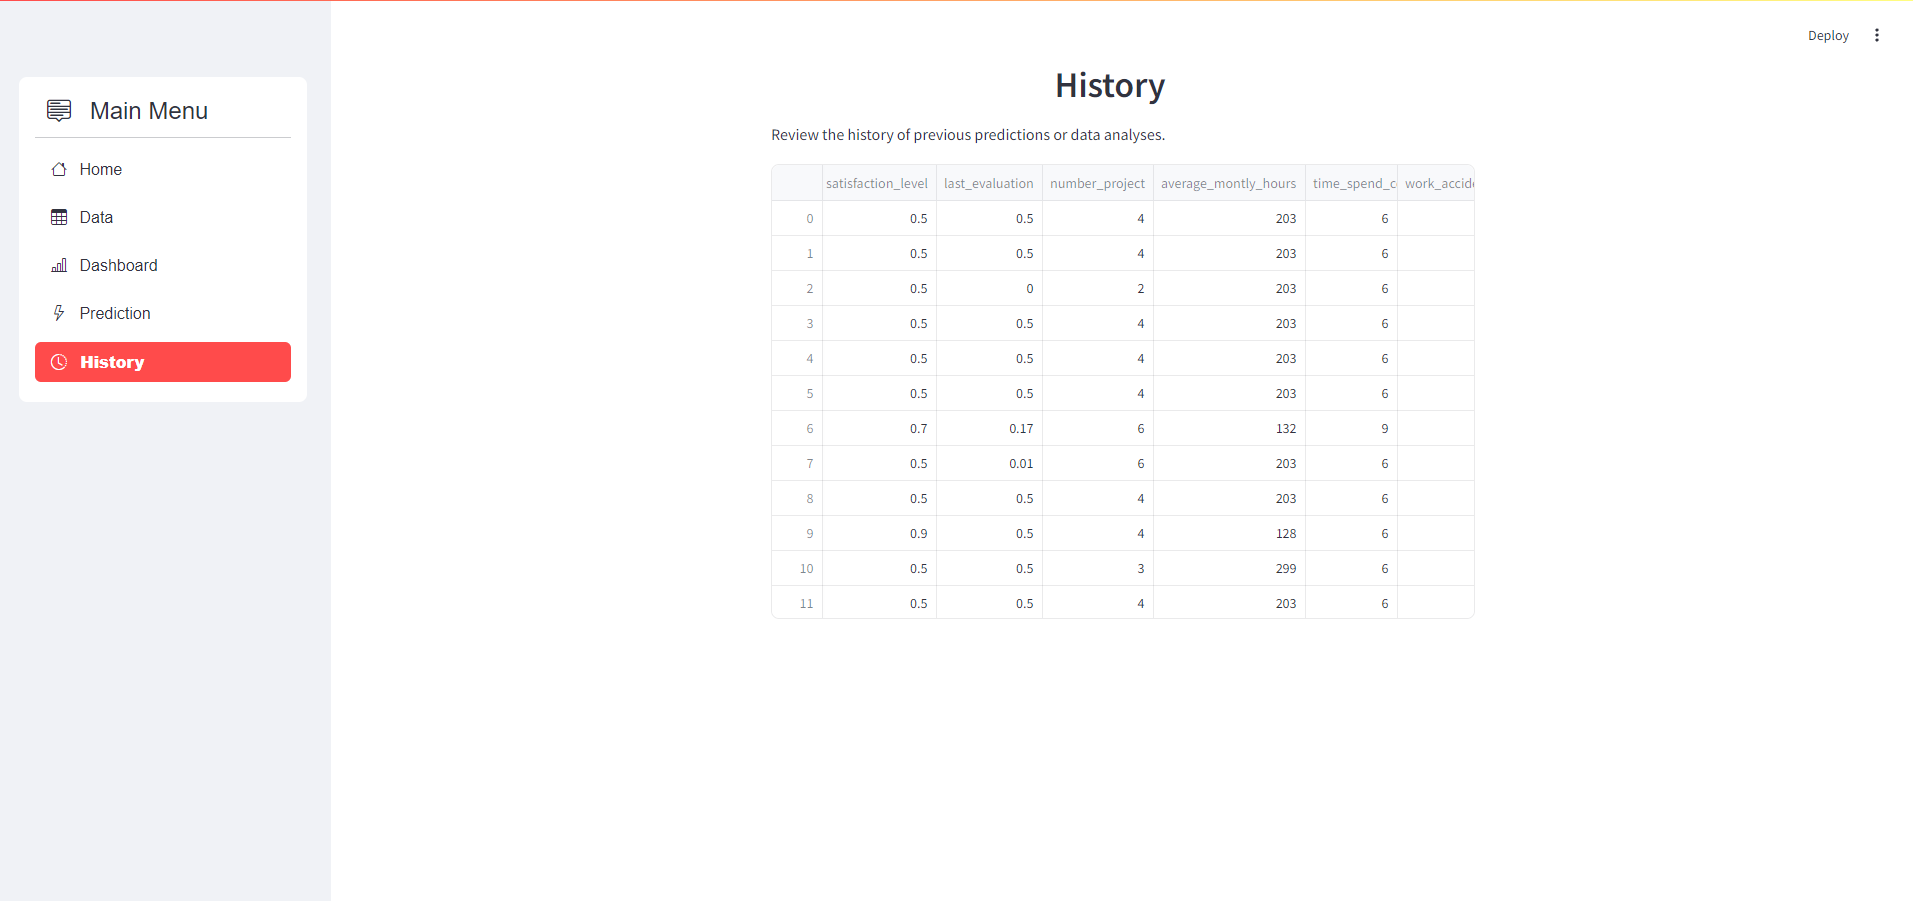 Deploy
Main Menu
Home
Data
Dashboard
Prediction
History
History
Review the history of previous predictions or data analyses.
satisfaction_level last_evaluation number_project average_montly_hours time_spend_c work_accid
0 0.5 0.5 4 203 6
1 0.5 0.5 4 203 6
2 0.5 0 2 203 6
3 0.5 0.5 4 203 6
4 0.5 0.5 4 203 6
5 0.5 0.5 4 203 6
6 0.7 0.17 6 132 9
7 0.5 0.01 6 203 6
8 0.5 0.5 4 203 6
9 0.9 0.5 4 128 6
10 0.5 0.5 3 299 6
11 0.5 0.5 4 203 6